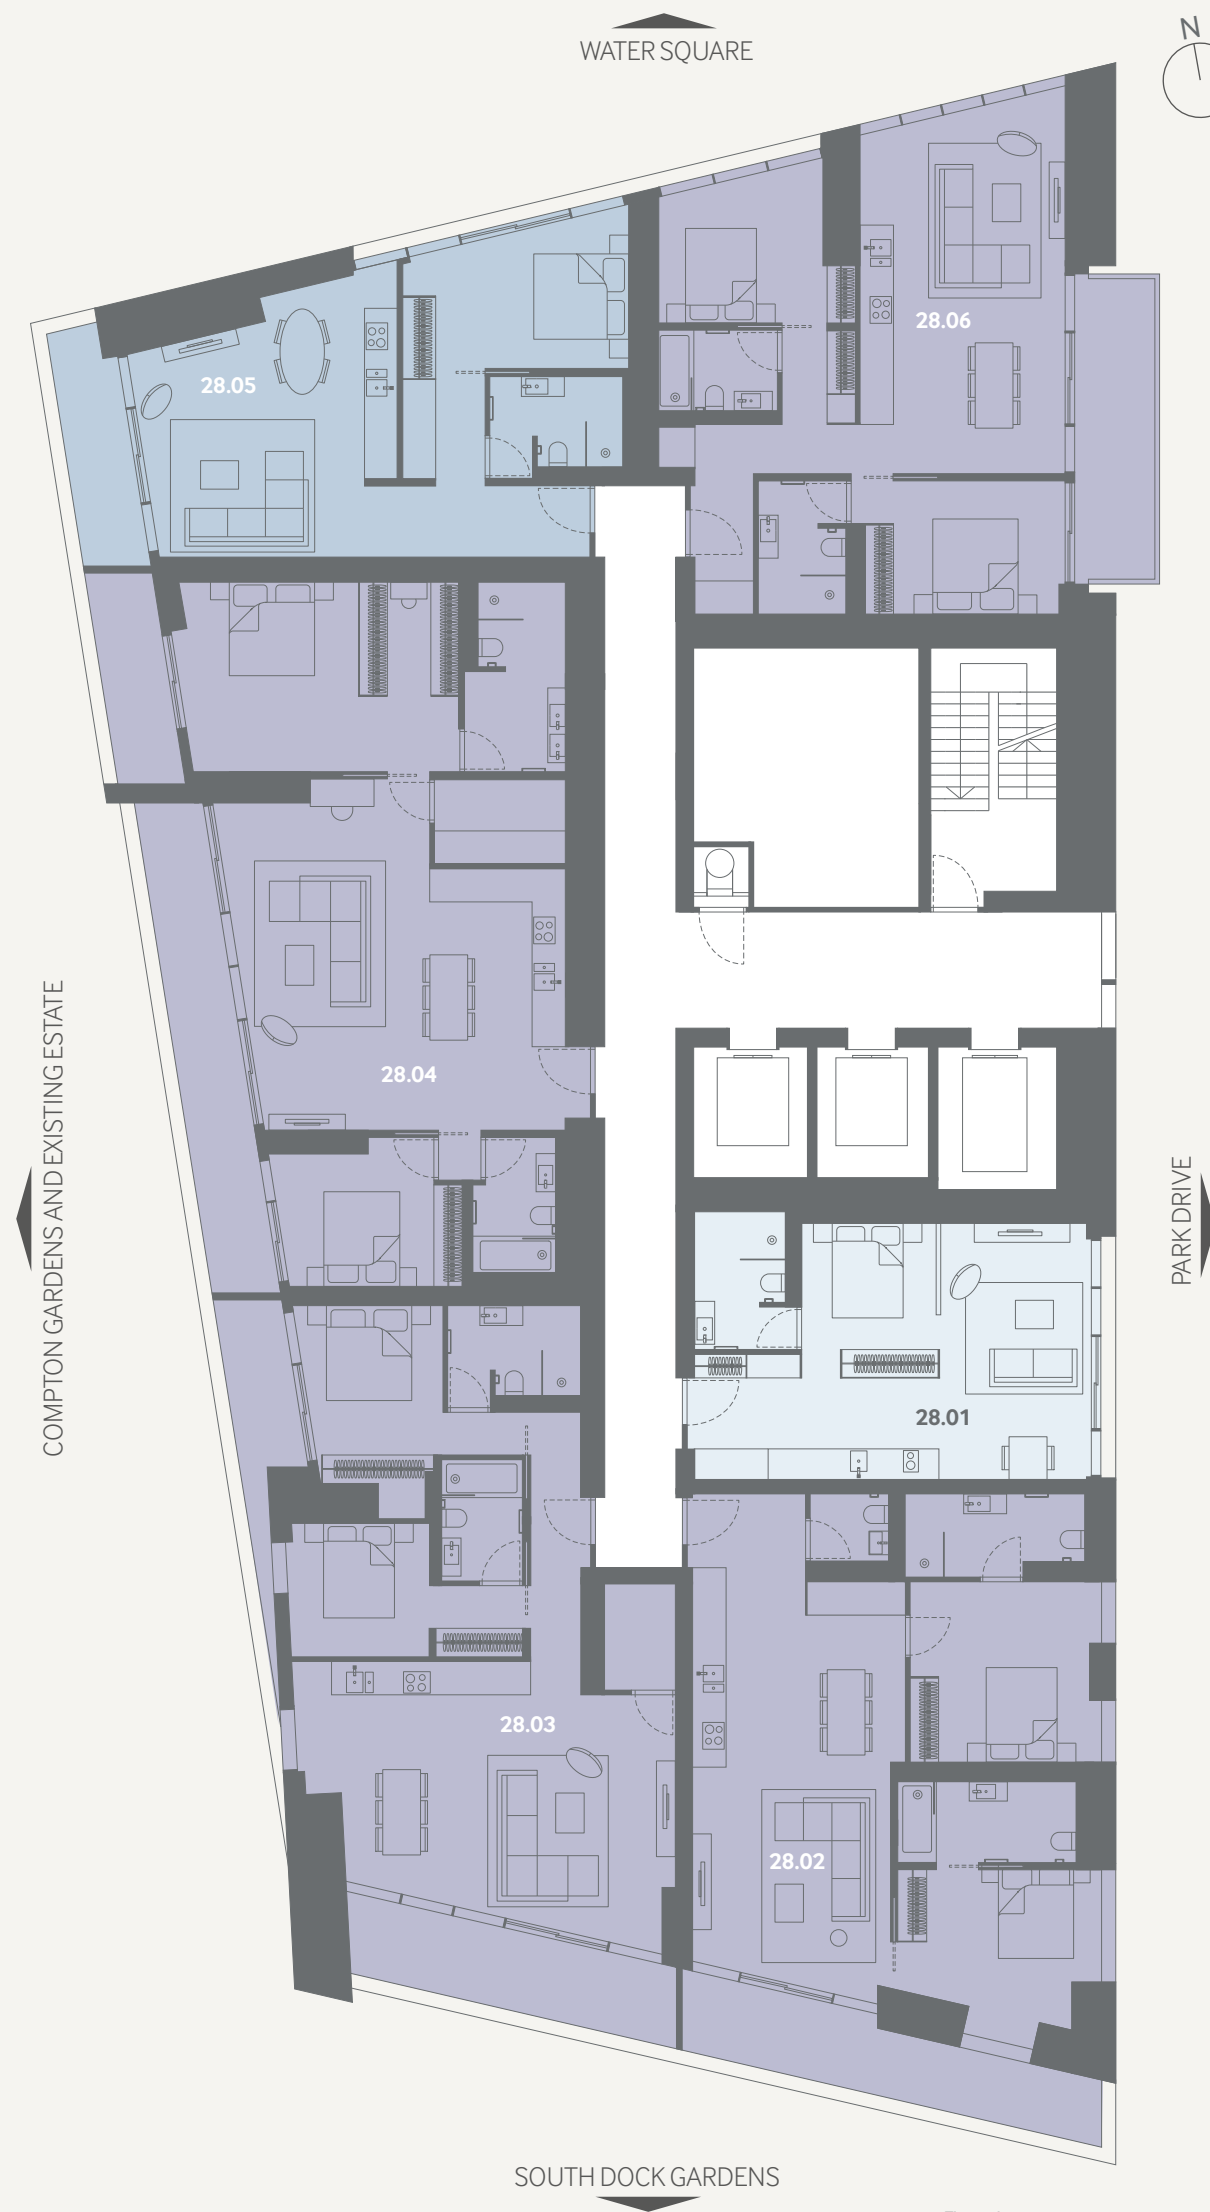 WATER SQUARE
N
28.06
28.05
28.04
COMPTON GARDENS AND EXISTING ESTATE
PARK DRIVE
28.01
28.03
28.02
SOUTH DOCK GARDENS